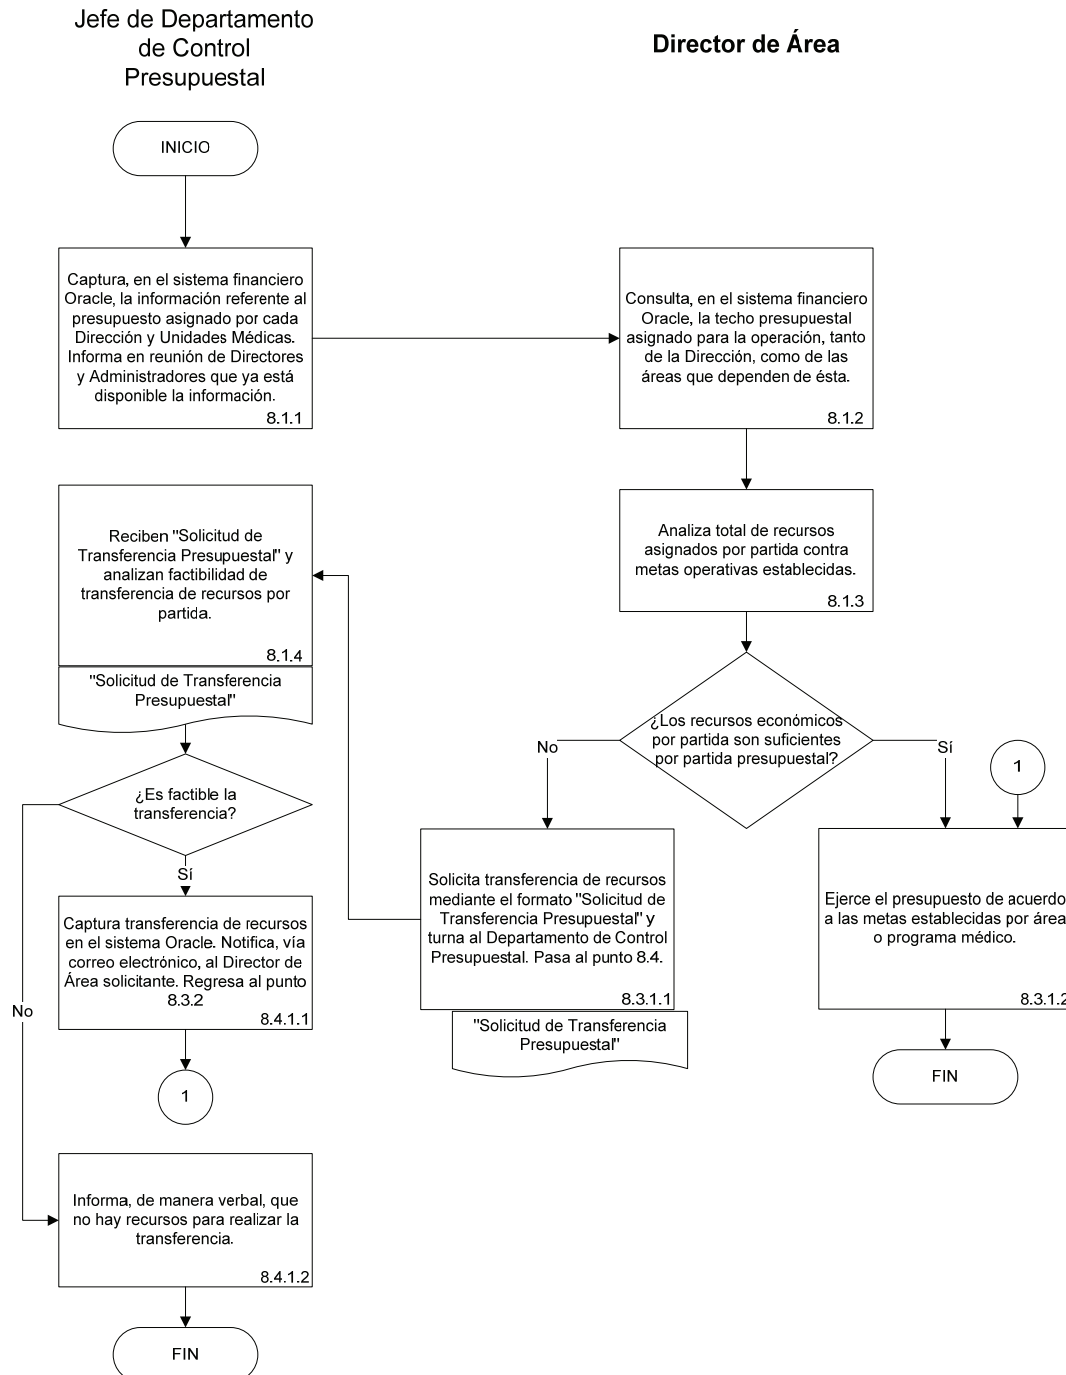 Jefe de Departamento
de Control
Presupuestal
Director de Área
INICIO
Captura, en el sistema financiero
Oracle, la información referente al
presupuesto asignado por cada
Dirección y Unidades Médicas.
Informa en reunión de Directores
y Administradores que ya está
disponible la información.
8.1.1
Consulta, en el sistema financiero
Oracle, la techo presupuestal
asignado para la operación, tanto
de la Dirección, como de las
áreas que dependen de ésta.
8.1.2
Analiza total de recursos
asignados por partida contra
metas operativas establecidas.
8.1.3
Reciben "Solicitud de
Transferencia Presupuestal" y
analizan factibilidad de
transferencia de recursos por
partida.
8.1.4
"Solicitud de Transferencia
Presupuestal"
¿Los recursos económicos
por partida son suficientes
por partida presupuestal?
No
Sí
1
¿Es factible la
transferencia?
Sí
No
Solicita transferencia de recursos
mediante el formato "Solicitud de
Transferencia Presupuestal" y
turna al Departamento de Control
Presupuestal. Pasa al punto 8.4.
8.3.1.1
"Solicitud de Transferencia
Presupuestal"
Ejerce el presupuesto de acuerdo
a las metas establecidas por área
o programa médico.
8.3.1.2
FIN
Captura transferencia de recursos
en el sistema Oracle. Notifica, vía
correo electrónico, al Director de
Área solicitante. Regresa al punto
8.3.2
8.4.1.1
1
Informa, de manera verbal, que
no hay recursos para realizar la
transferencia.
8.4.1.2
FIN